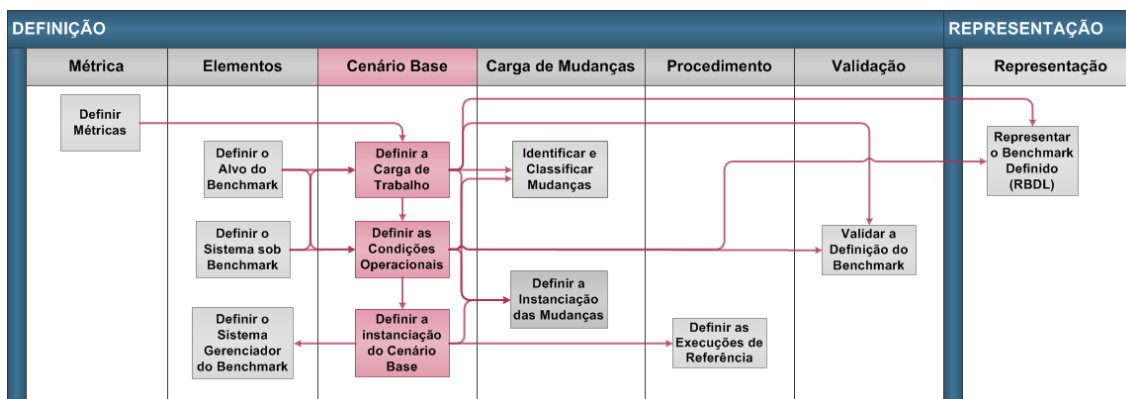 DEFINIÇÃO
REPRESENTAÇÃO
Métrica
Elementos
Cenário Base
Carga de Mudanças
Procedimento
Validação
Representação
Definir
Métricas
Definir o
Alvo do
Benchmark
Definir o
Sistema sob
Benchmark
Definir o
Sistema
Gerenciador
do Benchmark
Definir a
Carga de
Trabalho
Definir as
Condições
Operacionais
Definir a
instanciação
do Cenário
Base
Identificar e
Classificar
Mudanças
Definir a
Instanciação
das Mudanças
Definir as
Execuções de
Referência
Validar a
Definição do
Benchmark
Representar
o Benchmark
Definido
(RBDL)